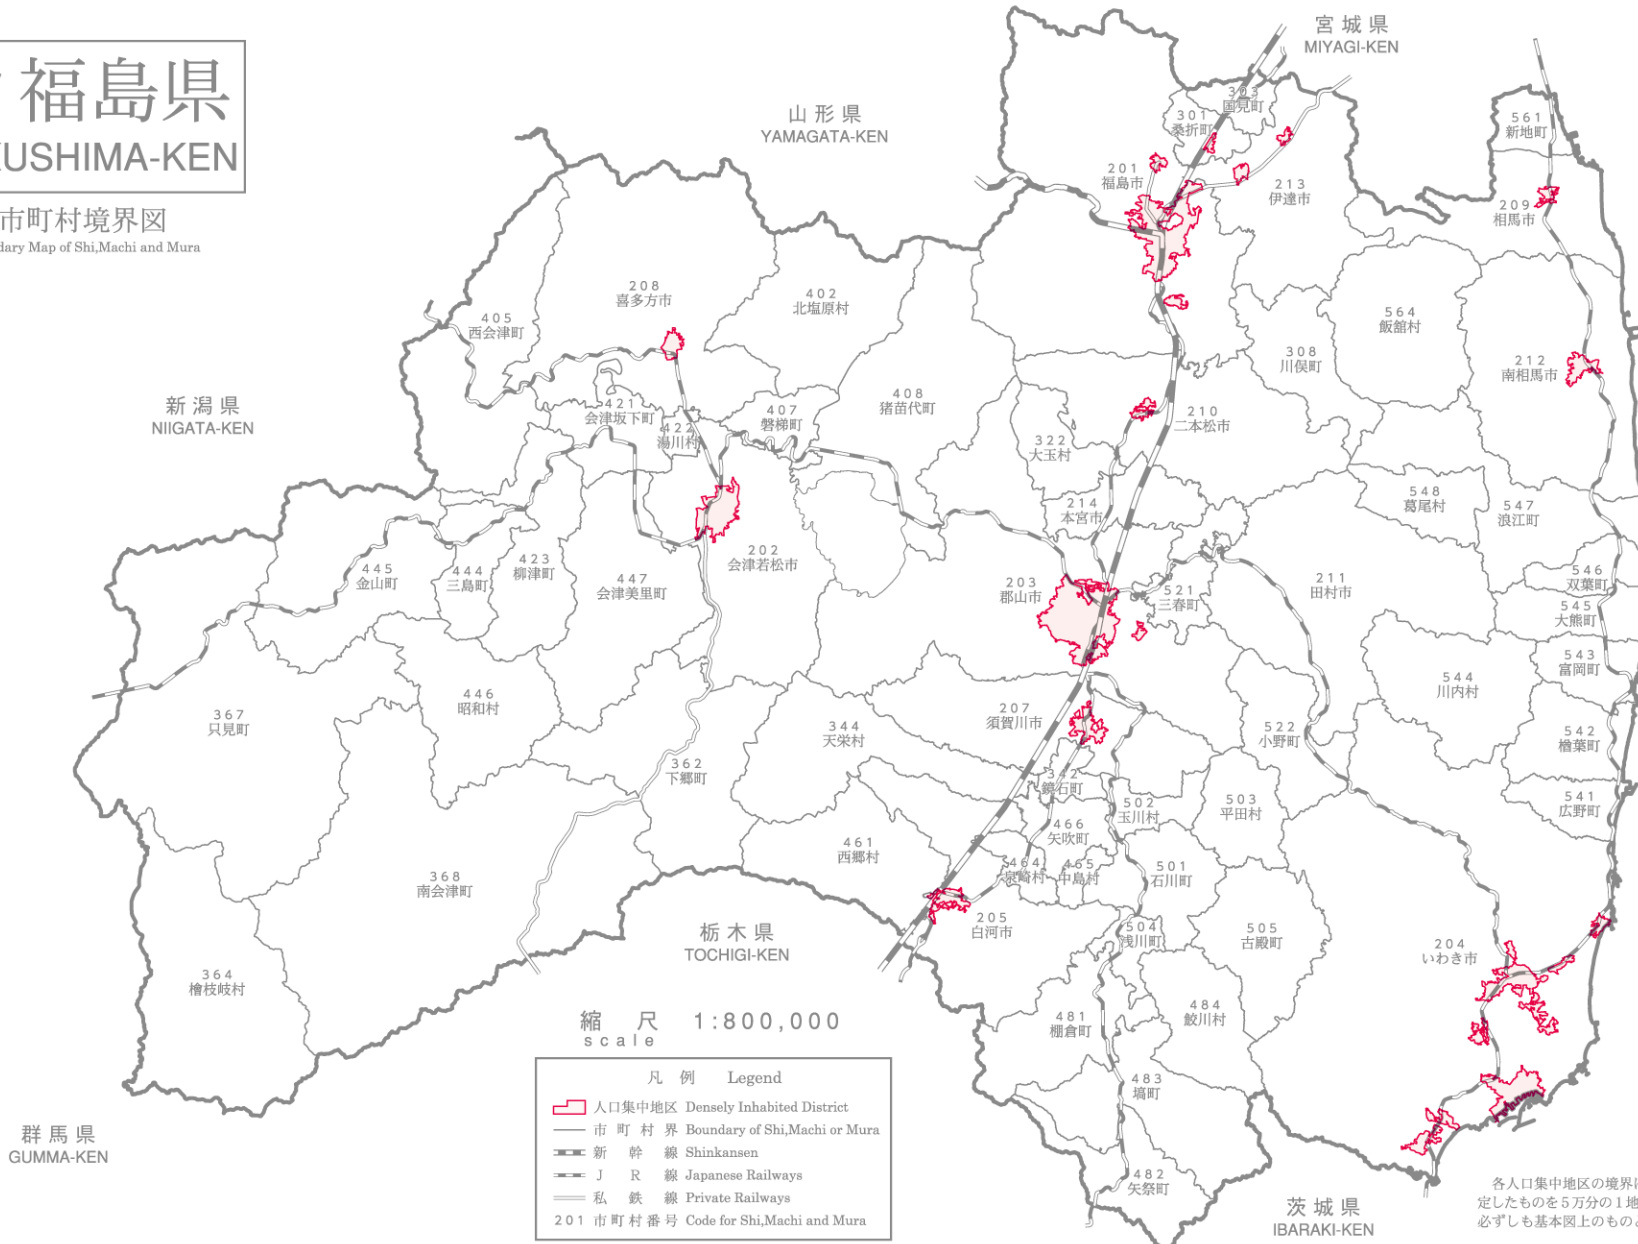 福島県
KUSHIMA-KEN
市町村境界図
dary Map of Shi,Machi and Mura
宮城県
MIYAGI-KEN
山形県
YAMAGATA-KEN
新潟県
NIIGATA-KEN
群馬県
GUMMA-KEN
栃木県
TOCHIGI-KEN
茨城県
IBARAKI-KEN
303
国見町
301
桑折町
201
福島市
213
伊達市
561
新地町
209
相馬市
208
喜多方市
402
北塩原村
405
西会津町
564
飯舘村
308
川俣町
212
南相馬市
408
猪苗代町
407
磐梯町
421
会津坂下町
422
湯川村
210
二本松市
322
大玉村
214
本宮市
548
葛尾村
547
浪江町
202
会津若松市
423
柳津町
444
三島町
445
金山町
447
会津美里町
203
郡山市
521
三春町
211
田村市
546
双葉町
545
大熊町
543
富岡町
544
川内村
542
楢葉町
541
広野町
446
昭和村
367
只見町
344
天栄村
207
須賀川市
522
小野町
362
下郷町
342
鏡石町
502
玉川村
503
平田村
466
矢吹町
461
西郷村
464
泉崎村
465
中島村
501
石川町
368
南会津町
205
白河市
504
浅川町
505
古殿町
204
いわき市
364
檜枝岐村
481
棚倉町
484
鮫川村
483
塙町
482
矢祭町
縮尺 1:800,000
scale
凡例 Legend
人口集中地区 Densely Inhabited District
市町村界 Boundary of Shi,Machi or Mura
新幹線 Shinkansen
JR線 Japanese Railways
私鉄線 Private Railways
201 市町村番号 Code for Shi,Machi and Mura
各人口集中地区の境界
定したものを5万分の1地
必ずしも基本図上のもの